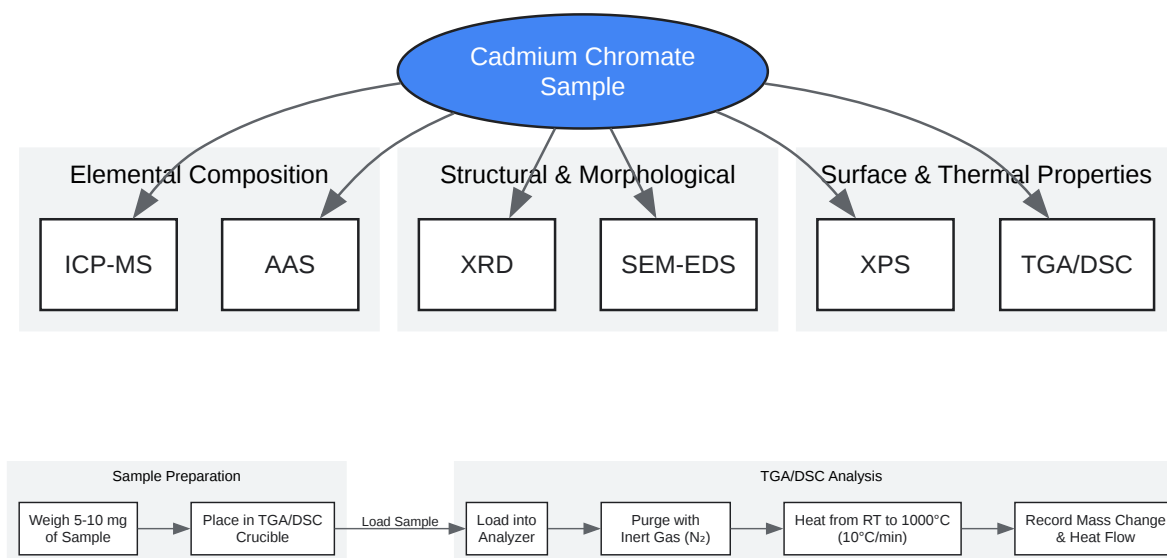 Cadmium Chromate
Sample
Elemental Composition
Structural & Morphological
Surface & Thermal Properties
ICP-MS
AAS
XRD
SEM-EDS
XPS
TGA/DSC
Sample Preparation
TGA/DSC Analysis
Weigh 5-10 mg
of Sample
Place in TGA/DSC
Crucible
Load Sample
Load into
Analyzer
Purge with
Inert Gas (N₂)
Heat from RT to 1000°C
(10°C/min)
Record Mass Change
& Heat Flow